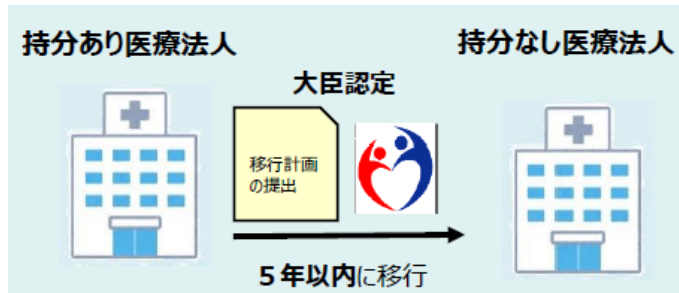 持分あり医療法人
持分なし医療法人
大臣認定
移行計画
の提出
５年以内に移行